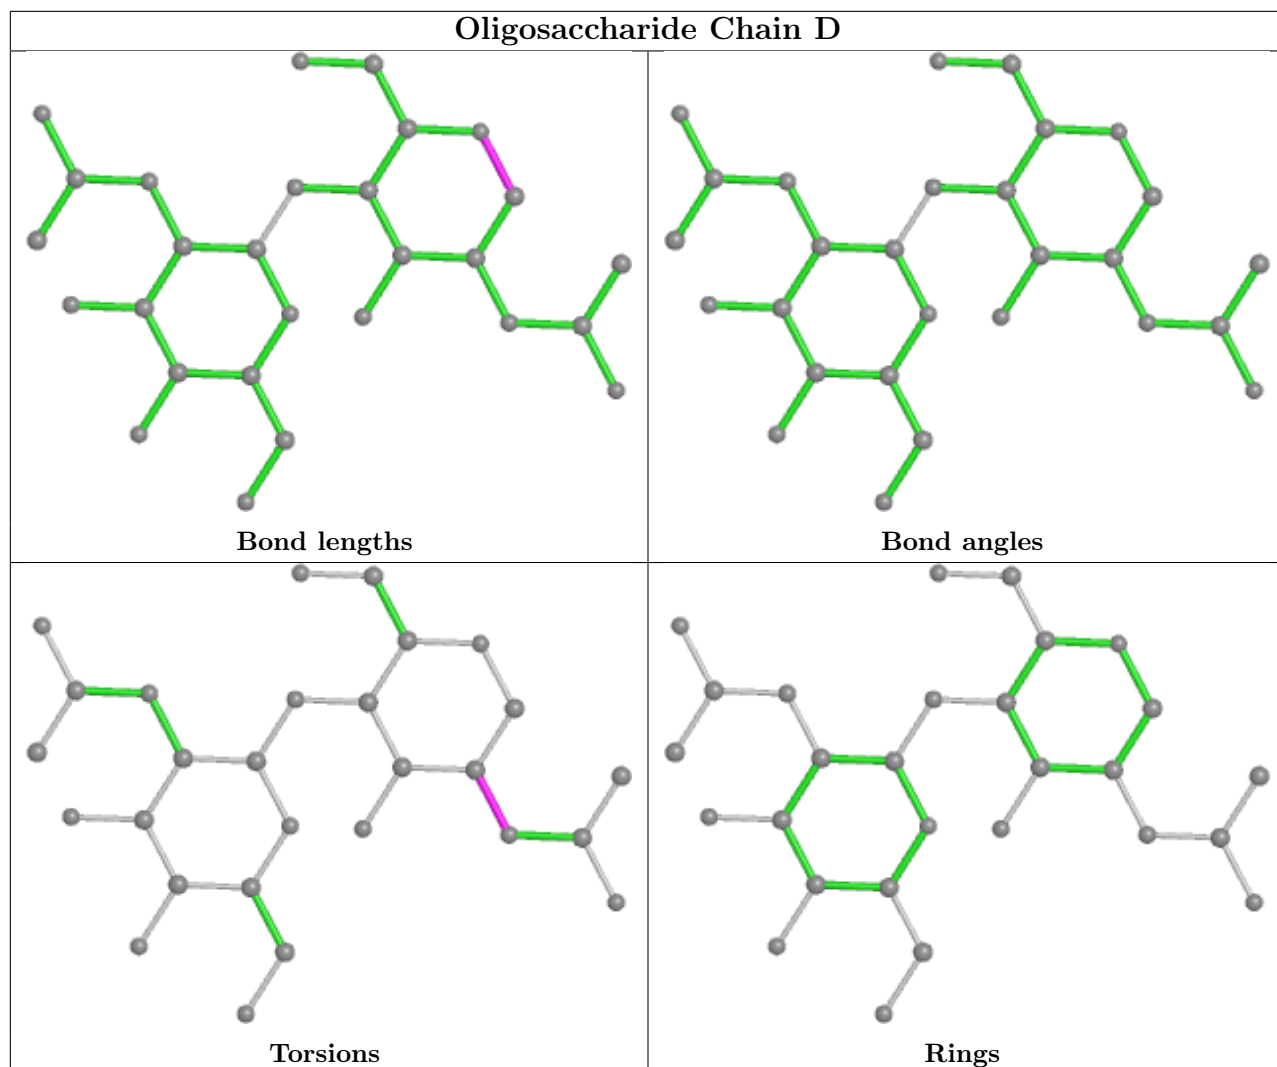 Oligosaccharide Chain D
Bond lengths
Bond angles
Torsions
Rings